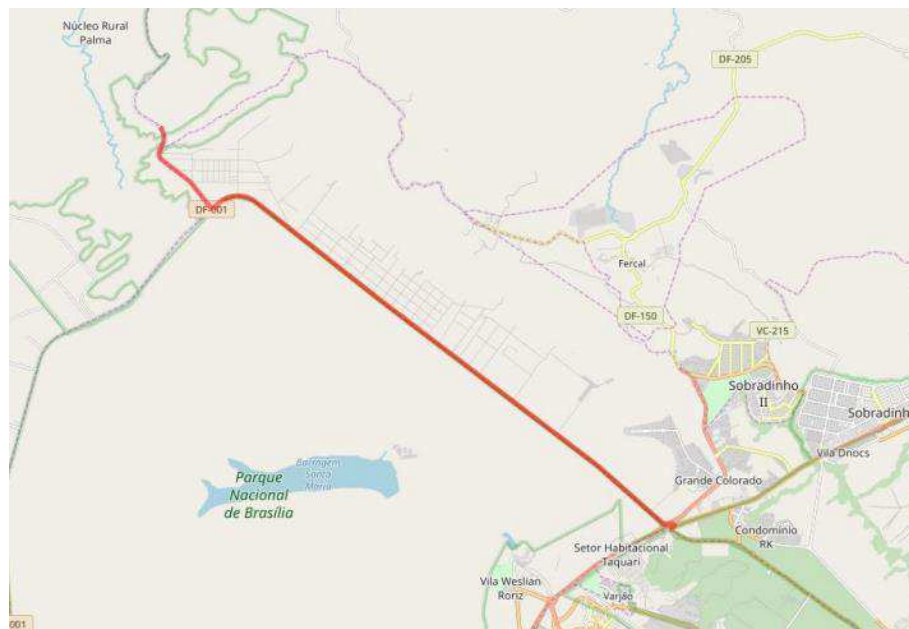 Núcleo Rural
Palma
DF-205
DF-001
Fercal
DF-150
VC-215
Sobradinho
II
Sobradinh
Vila Dnocs
Grande Colorado
Barragem
Santa
Maria
Parque
Nacional
de Brasília
Condomínio
RK
Setor Habitacional
Taquari
Vila Weslian
Roriz
Varjão
001